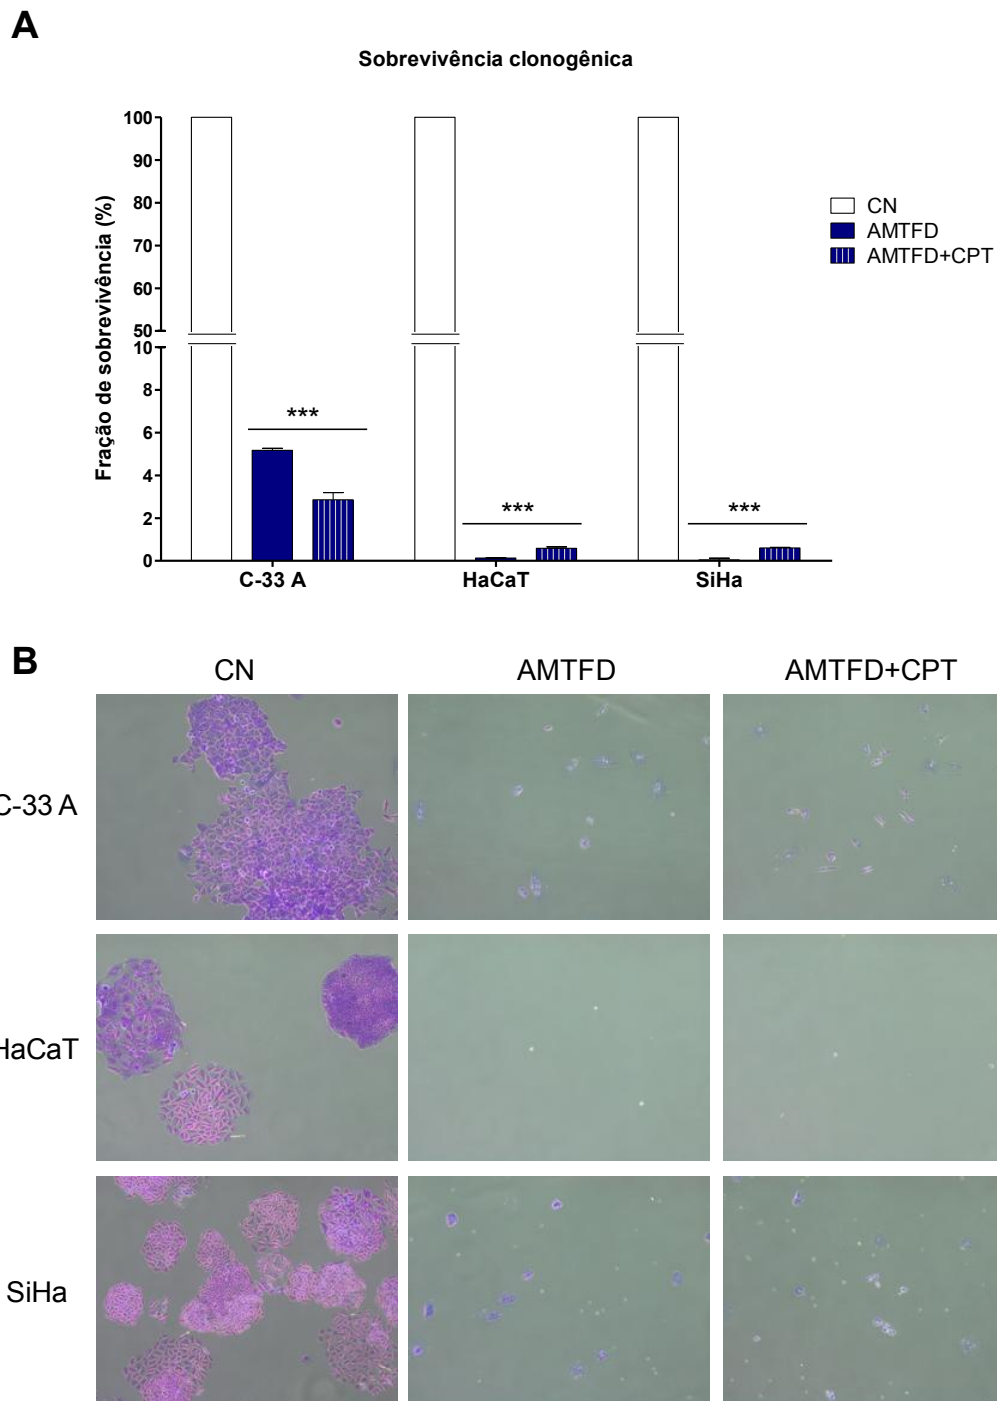 A
Sobrevivência clonogênica
Fração de sobrevivência (%)
100
90
80
70
60
50
10
8
6
4
2
0
***
***
***
C-33 A
HaCaT
SiHa
CN
AMTFD
AMTFD+CPT
B
CN
AMTFD
AMTFD+CPT
C-33 A
HaCaT
SiHa